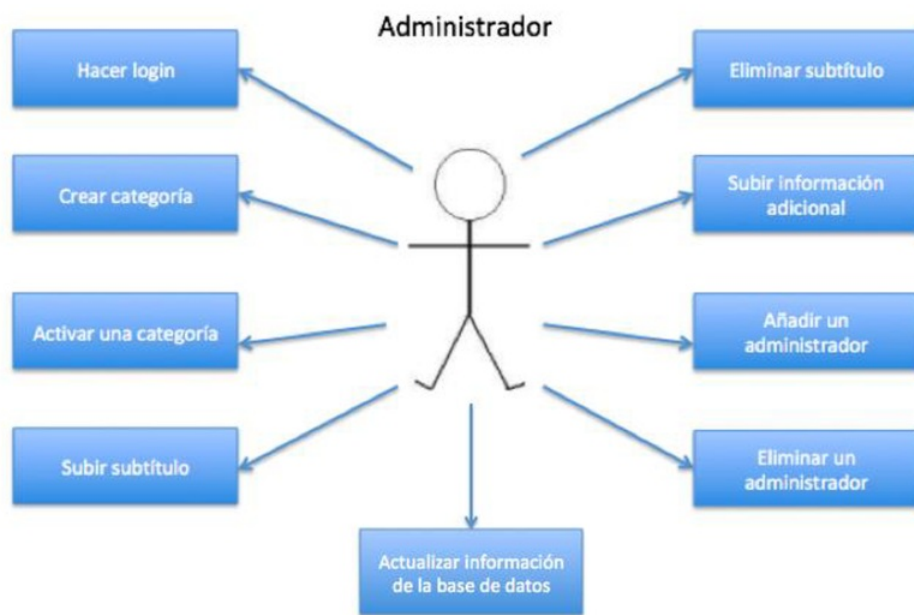 Administrador
Hacer login
Crear categoría
Activar una categoría
Subir subtítulo
Eliminar subtítulo
Subir información
adicional
Añadir un
administrador
Eliminar un
administrador
Actualizar información
de la base de datos